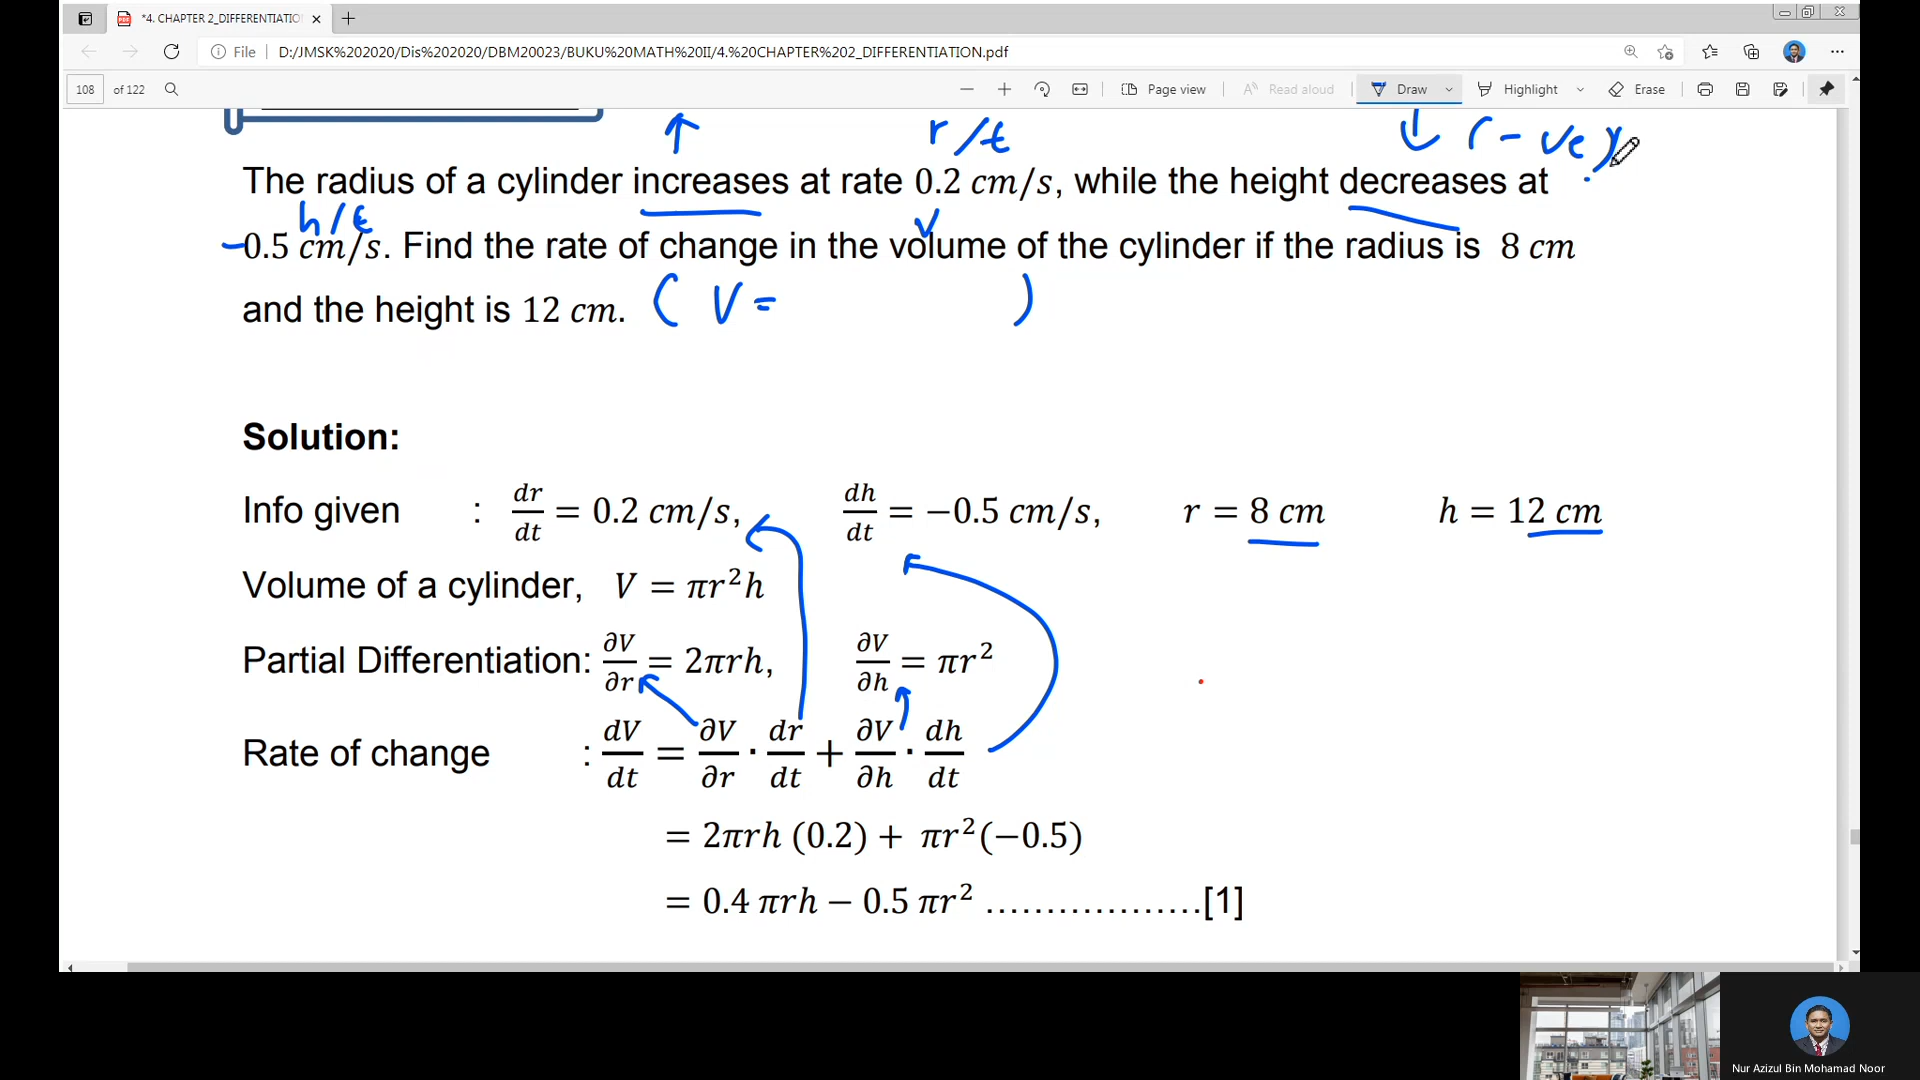 *4. CHAPTER 2_DIFFERENTIATIO
File | D:/JMSK%202020/Dis%202020/DBM20023/BUKU%20MATH%20II/4.%20CHAPTER%202_DIFFERENTIATION.pdf
108 of 122 Page view Read aloud Draw Highlight Erase
↑ r/t ↓ (-ve)
The radius of a cylinder increases at rate 0.2 cm/s, while the height decreases at
h/t V
-0.5 cm/s. Find the rate of change in the volume of the cylinder if the radius is 8 cm
and the height is 12 cm. ( V = )
Solution:
Info given : dr/dt = 0.2 cm/s, dh/dt = −0.5 cm/s, r = 8 cm h = 12 cm
Volume of a cylinder, V = πr²h
Partial Differentiation: ∂V/∂r = 2πrh, ∂V/∂h = πr²
Rate of change : dV/dt = ∂V/∂r · dr/dt + ∂V/∂h · dh/dt
= 2πrh (0.2) + πr²(−0.5)
= 0.4 πrh − 0.5 πr² ………………[1]
Nur Azizul Bin Mohamad Noor